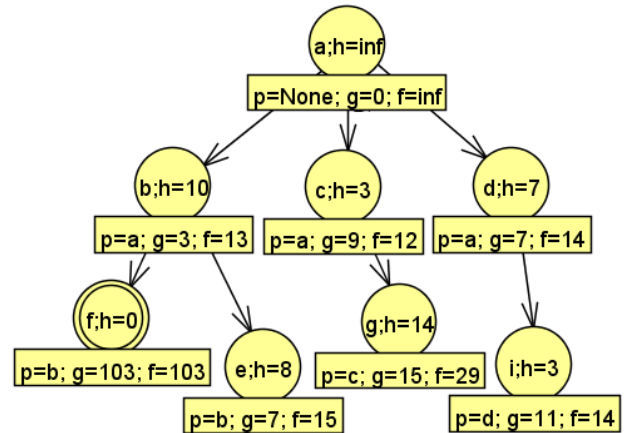 a;h=inf
p=None; g=0; f=inf
b;h=10
c;h=3
d;h=7
p=a; g=3; f=13
p=a; g=9; f=12
p=a; g=7; f=14
f;h=0
g;h=14
e;h=8
i;h=3
p=b; g=103; f=103
p=c; g=15; f=29
p=b; g=7; f=15
p=d; g=11; f=14